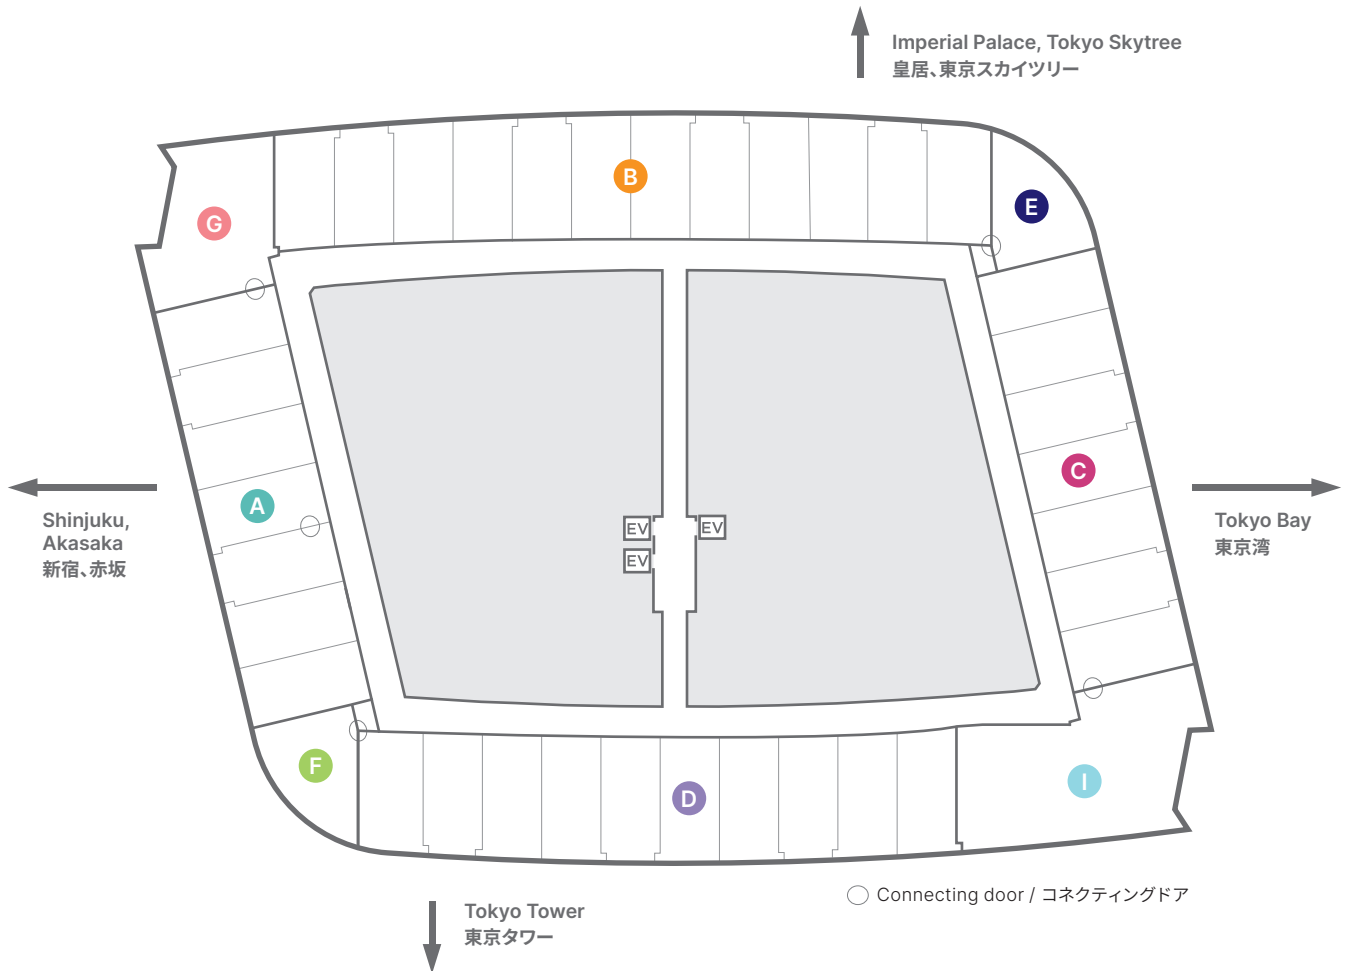 Imperial Palace, Tokyo Skytree
皇居、東京スカイツリー
B
E
G
C
A
Shinjuku,
Akasaka
新宿、赤坂
EV
EV
EV
Tokyo Bay
東京湾
F
D
I
Connecting door / コネクティングドア
Tokyo Tower
東京タワー